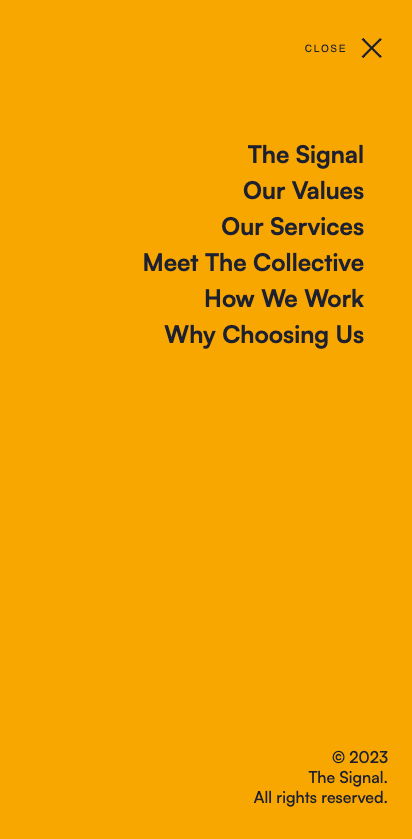 CLOSE
The Signal
Our Values
Our Services
Meet The Collective
How We Work
Why Choosing Us
© 2023
The Signal.
All rights reserved.